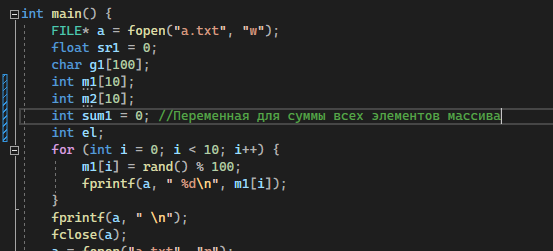 int main() {
FILE* a = fopen("a.txt", "w");
float sr1 = 0;
char g1[100];
int m1[10];
int m2[10];
int sum1 = 0; //Переменная для суммы всех элементов массива
int el;
for (int i = 0; i < 10; i++) {
m1[i] = rand() % 100;
fprintf(a, " %d\n", m1[i]);
}
fprintf(a, " \n");
fclose(a);
a = fopen("a.txt", "r");